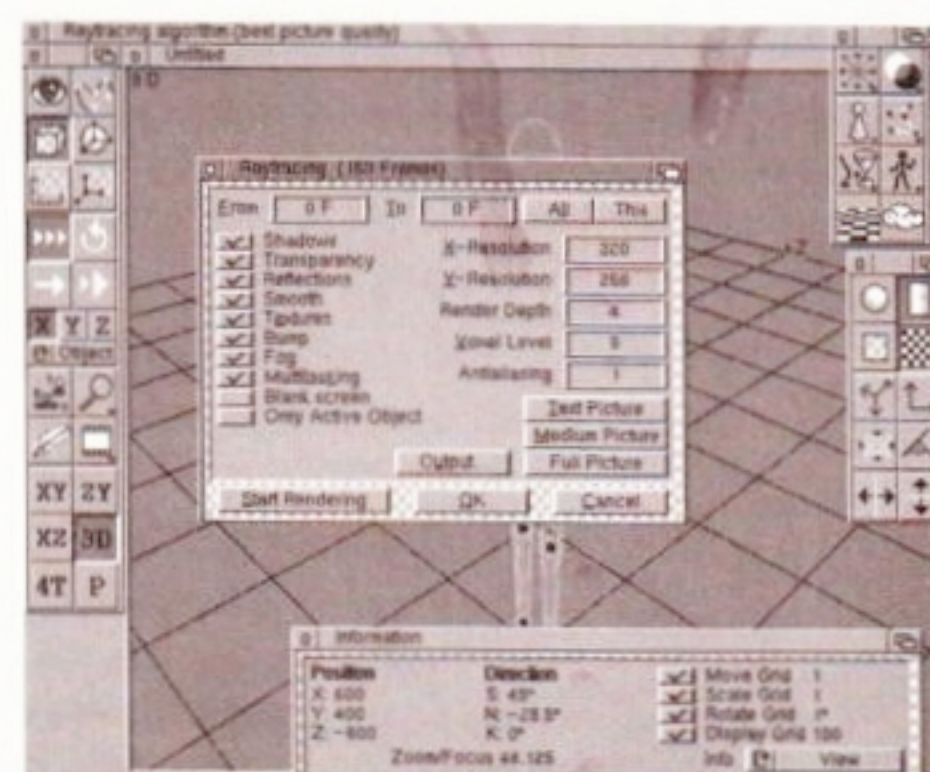 Raytracing algorithm (best picture quality)
Untitled
Raytracing (150 Frames)
From 0 F To 0 F All This
Shadows
Transparency
Reflections
Smooth
Textures
Bump
Fog
Multitasking
Blank screen
Only Active Object
X-Resolution 320
Y-Resolution 256
Render Depth 4
Voxel Level 5
Antialiasing 1
Test Picture
Medium Picture
Output Full Picture
Start Rendering OK Cancel
+Z
X Y Z
Object
XY ZY
XZ 3D
4T P
Information
Position Direction
X: 600 S: 45° Move Grid 1
Y: 400 Scale Grid 1
Z: -600 K: 0° Rotate Grid 1°
Display Grid 100
Zoom/Focus 44.125 Info View